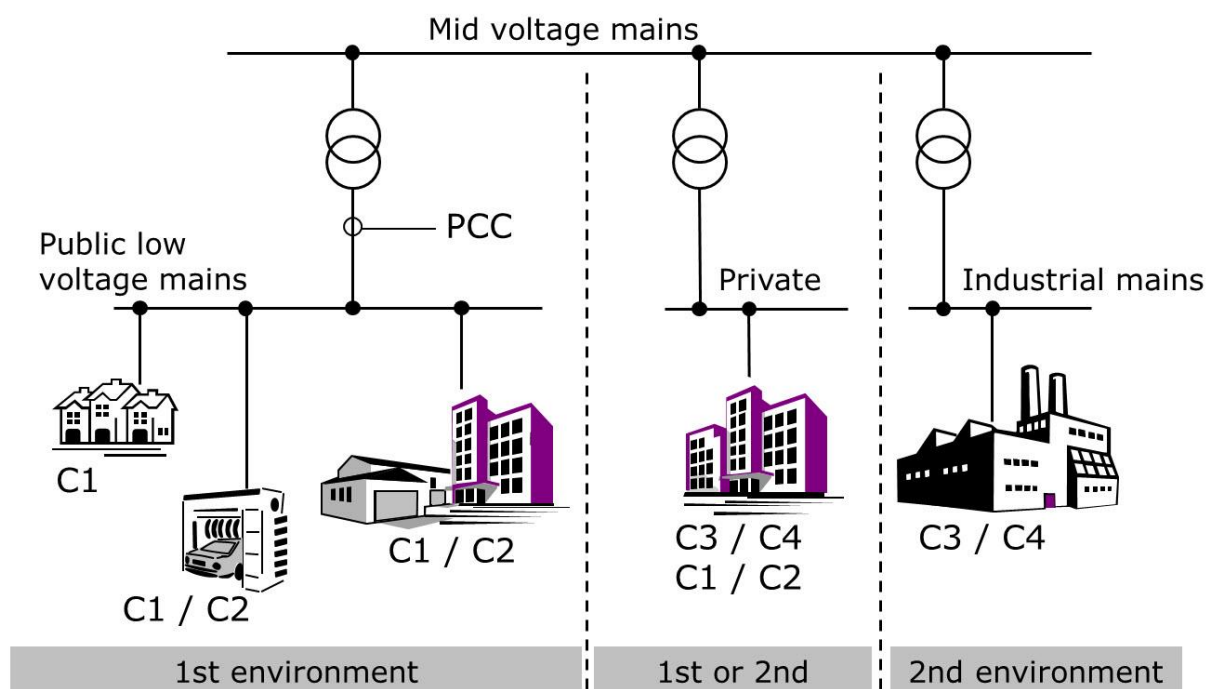 Mid voltage mains
PCC
Public low
voltage mains
Private
Industrial mains
C1
C1 / C2
C1 / C2
C3 / C4
C1 / C2
C3 / C4
1st environment
1st or 2nd
2nd environment